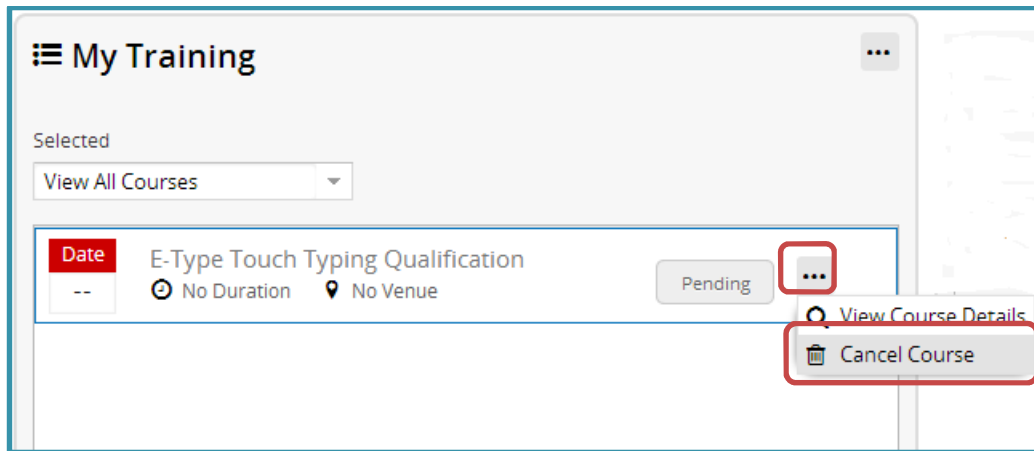 My Training
Selected
View All Courses
Date
--
E-Type Touch Typing Qualification
No Duration No Venue
Pending
View Course Details
Cancel Course